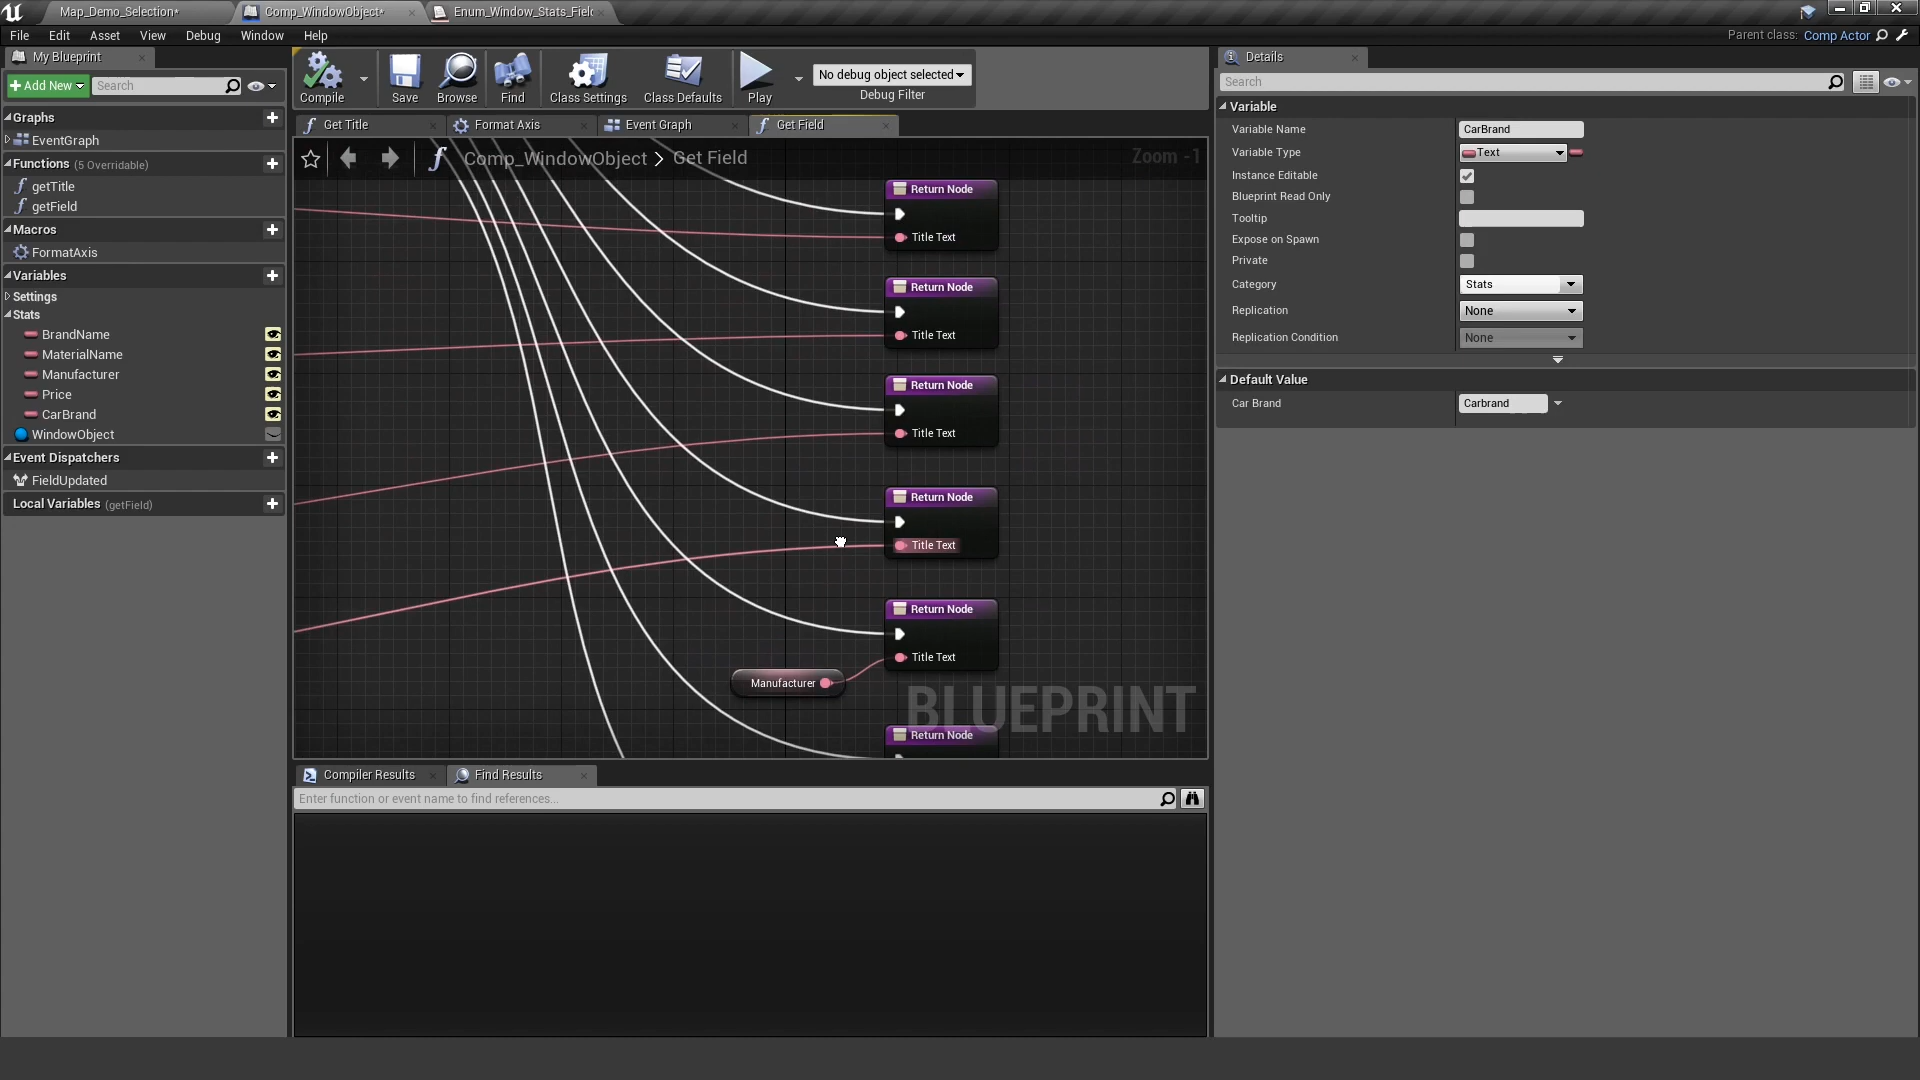 Map_Demo_Selection*
Comp_WindowObject*
Enum_Window_Stats_Field
File Edit Asset View Debug Window Help
Parent class: Comp Actor
My Blueprint
Add New
Search
Compile
Save
Browse
Find
Class Settings
Class Defaults
Play
No debug object selected
Debug Filter
Graphs
EventGraph
Functions (5 Overridable)
getTitle
getField
Macros
FormatAxis
Variables
Settings
Stats
BrandName
MaterialName
Manufacturer
Price
CarBrand
WindowObject
Event Dispatchers
FieldUpdated
Local Variables (getField)
Get Title
Format Axis
Event Graph
Get Field
Comp_WindowObject > Get Field
Zoom -1
Return Node
Title Text
Return Node
Title Text
Return Node
Title Text
Return Node
Title Text
Return Node
Title Text
Manufacturer
BLUEPRINT
Return Node
Compiler Results
Find Results
Enter function or event name to find references...
Details
Search
Variable
Variable Name CarBrand
Variable Type Text
Instance Editable
Blueprint Read Only
Tooltip
Expose on Spawn
Private
Category Stats
Replication None
Replication Condition None
Default Value
Car Brand Carbrand